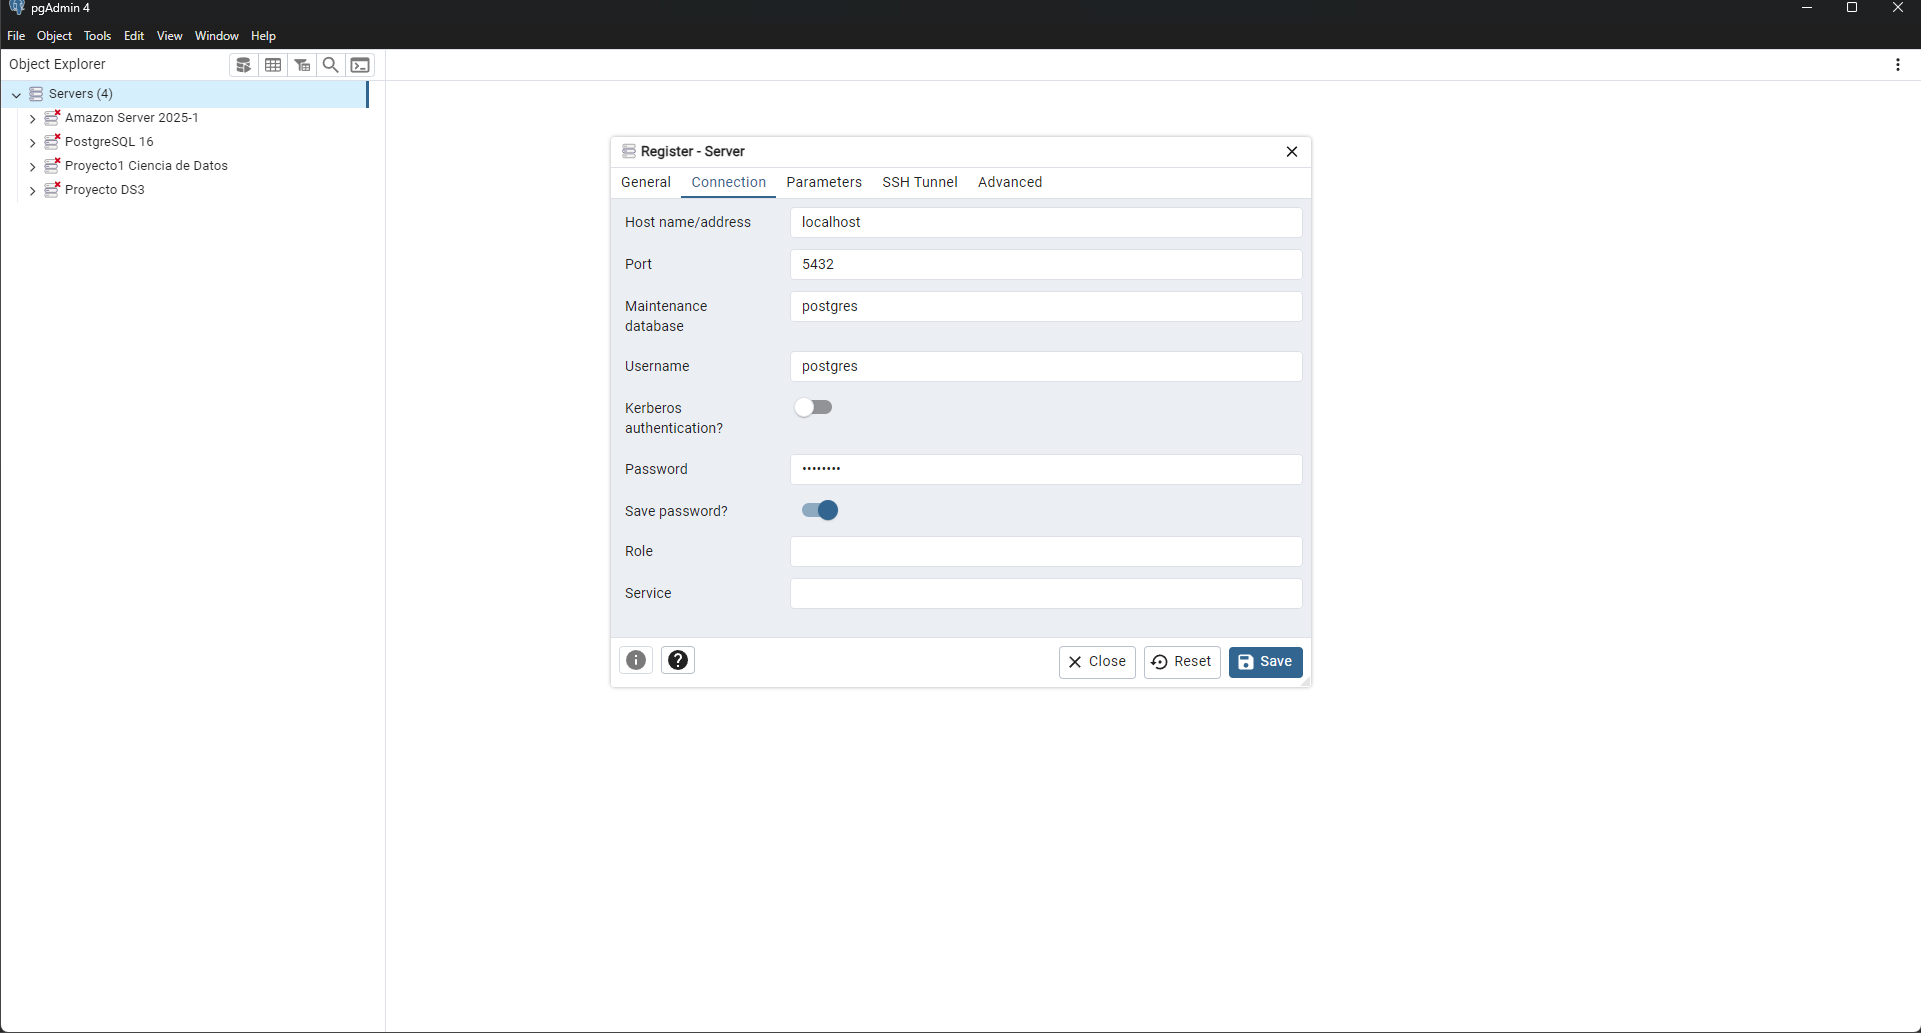 pgAdmin 4
File Object Tools Edit View Window Help
Object Explorer
Servers (4)
Amazon Server 2025-1
PostgreSQL 16
Proyecto1 Ciencia de Datos
Proyecto DS3
Register - Server
General Connection Parameters SSH Tunnel Advanced
Host name/address localhost
Port 5432
Maintenance
database
postgres
Username postgres
Kerberos
authentication?
Password ••••••••
Save password?
Role
Service
Close Reset Save